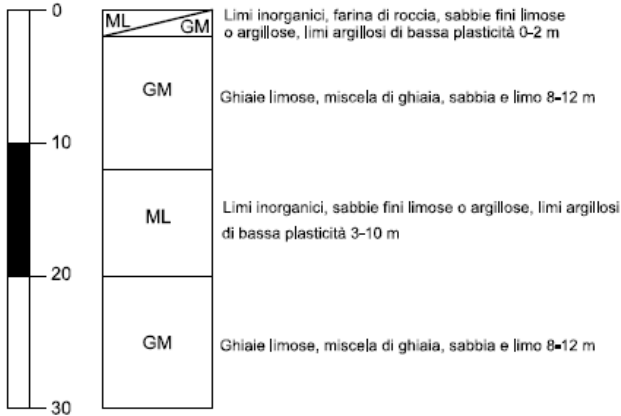 0
ML
GM
Limi inorganici, farina di roccia, sabbie fini limose
o argillose, limi argillosi di bassa plasticità 0-2 m
GM
Ghiaie limose, miscela di ghiaia, sabbia e limo 8-12 m
10
ML
Limi inorganici, sabbie fini limose o argillose, limi argillosi
di bassa plasticità 3-10 m
20
GM
Ghiaie limose, miscela di ghiaia, sabbia e limo 8-12 m
30